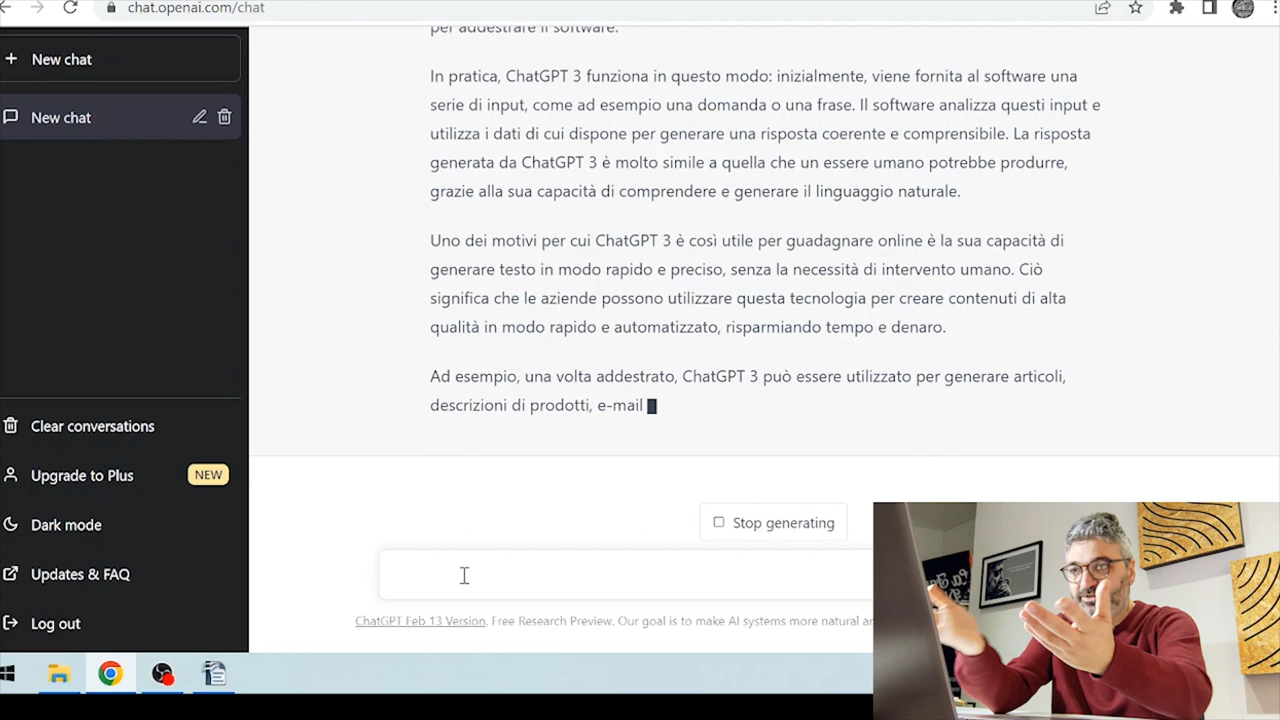 chat.openai.com/chat
New chat
New chat
Clear conversations
Upgrade to Plus
NEW
Dark mode
Updates & FAQ
Log out
per addestrare il software.
In pratica, ChatGPT 3 funziona in questo modo: inizialmente, viene fornita al software una
serie di input, come ad esempio una domanda o una frase. Il software analizza questi input e
utilizza i dati di cui dispone per generare una risposta coerente e comprensibile. La risposta
generata da ChatGPT 3 è molto simile a quella che un essere umano potrebbe produrre,
grazie alla sua capacità di comprendere e generare il linguaggio naturale.
Uno dei motivi per cui ChatGPT 3 è così utile per guadagnare online è la sua capacità di
generare testo in modo rapido e preciso, senza la necessità di intervento umano. Ciò
significa che le aziende possono utilizzare questa tecnologia per creare contenuti di alta
qualità in modo rapido e automatizzato, risparmiando tempo e denaro.
Ad esempio, una volta addestrato, ChatGPT 3 può essere utilizzato per generare articoli,
descrizioni di prodotti, e-mail
Stop generating
ChatGPT Feb 13 Version. Free Research Preview. Our goal is to make AI systems more natural